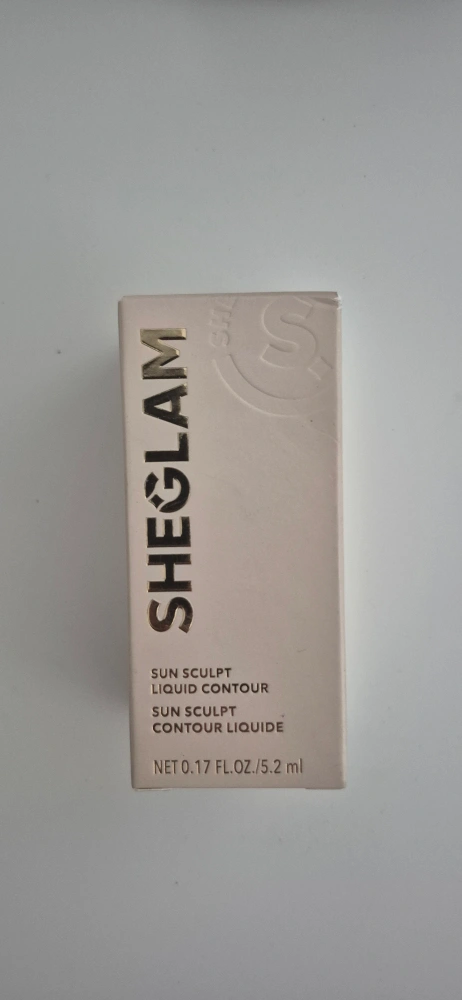 SHEGLAM
SUN SCULPT
LIQUID CONTOUR
SUN SCULPT
CONTOUR LIQUIDE
NET 0.17 FL.OZ./5.2 ml